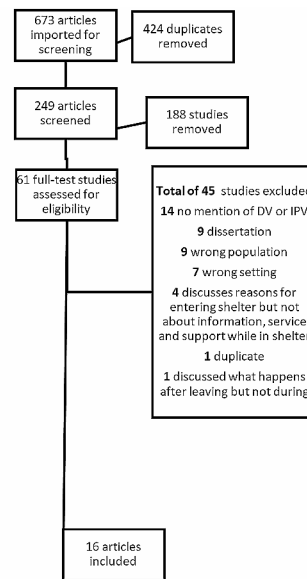 673 articles
imported for
screening
424 duplicates
removed
249 articles
screened
188 studies
removed
61 full-test studies
assessed for
eligibility
Total of 45 studies excluded
14 no mention of DV or IPV
9 dissertation
9 wrong population
7 wrong setting
4 discusses reasons for
entering shelter but not
about information, service
and support while in shelter
1 duplicate
1 discussed what happens
after leaving but not during
16 articles
included